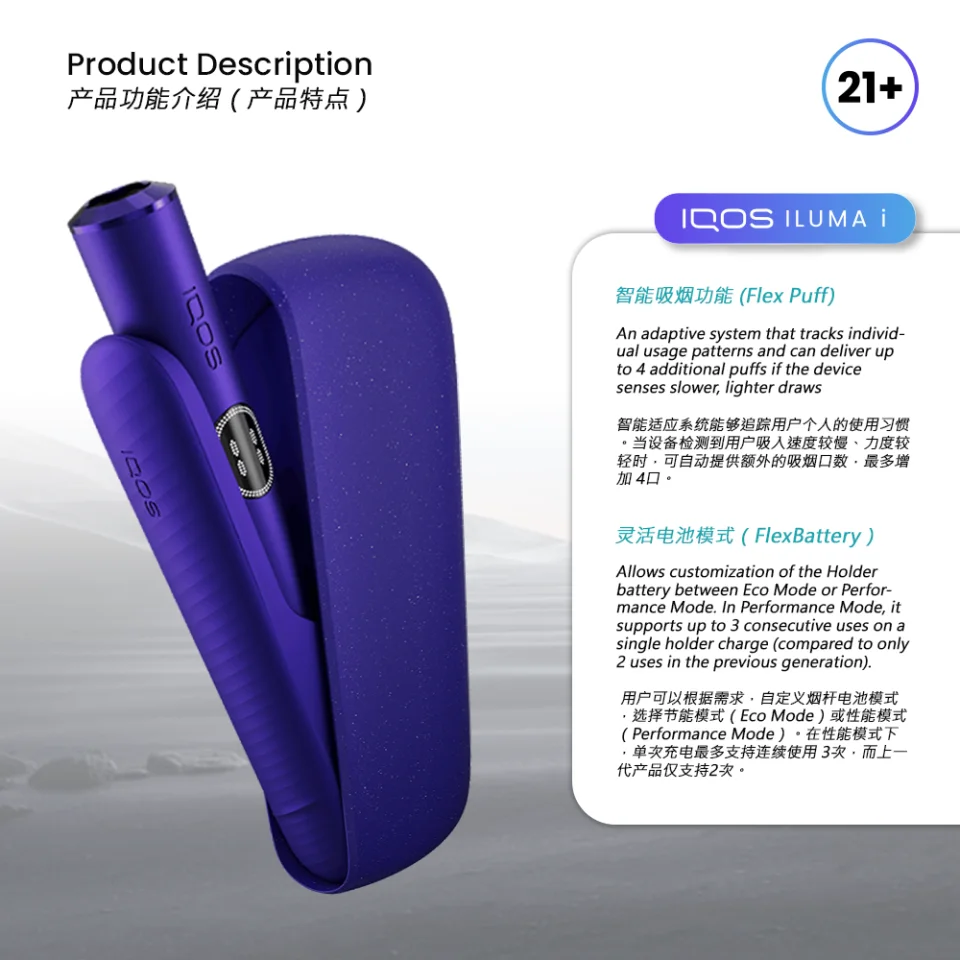 Product Description
产品功能介绍 ( 产品特点 )
21+
IQOS ILUMA i
IQOS
IQOS
智能吸烟功能 (Flex Puff)
An adaptive system that tracks individ-
ual usage patterns and can deliver up
to 4 additional puffs if the device
senses slower, lighter draws
智能适应系统能够追踪用户个人的使用习惯
。当设备检测到用户吸入速度较慢、力度较
轻时，可自动提供额外的吸烟口数，最多增
加 4口。
灵活电池模式 ( FlexBattery )
Allows customization of the Holder
battery between Eco Mode or Perfor-
mance Mode. In Performance Mode, it
supports up to 3 consecutive uses on a
single holder charge (compared to only
2 uses in the previous generation).
用户可以根据需求，自定义烟杆电池模式
，选择节能模式 ( Eco Mode ) 或性能模式
( Performance Mode ) 。在性能模式下
，单次充电最多支持连续使用 3次，而上一
代产品仅支持2次。